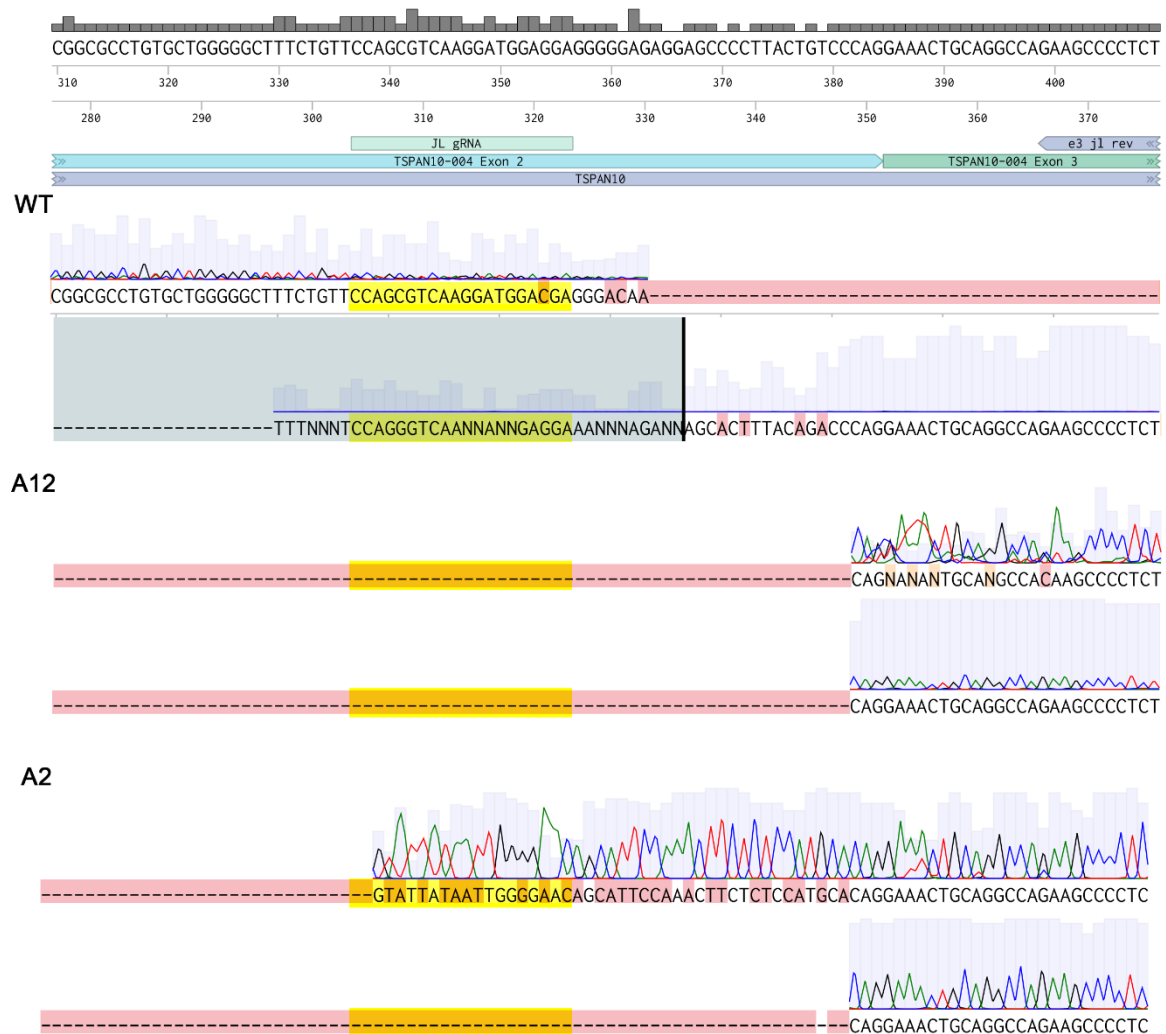 CGGCGCCTGTGCTGGGGGCTTTCTGTTCCAGCGTCAAGGATGGAGGAGGGGGAGAGGAGCCCCTTACTGTCCCAGGAAACTGCAGGCCAGAAGCCCCTCT
310 320 330 340 350 360 370 380 390 400
280 290 300 310 320 330 340 350 360 370
JL gRNA e3 jl rev
TSPAN10-004 Exon 2 TSPAN10-004 Exon 3
TSPAN10
WT
CGGCGCCTGTGCTGGGGGCTTTCTGTTCCAGCGTCAAGGATGGACGAGGGACAA----------------------------------------------
--------------------TTTNNNTCCAGGGTCAANNANNGAGGAAANNNAGANNAGCACTTTACAGACCCAGGAAACTGCAGGCCAGAAGCCCCTCT
A12
------------------------------------------------------------------------CAGNANANTGCANGCCACAAGCCCCTCT
------------------------------------------------------------------------CAGGAAACTGCAGGCCAGAAGCCCCTCT
A2
------------------------------GTATTATAATTGGGGAACAGCATTCCAAACTTCTCTCCATGCACAGGAAACTGCAGGCCAGAAGCCCCTC
-------------------------------------------------------------------------CAGGAAACTGCAGGCCAGAAGCCCCTC